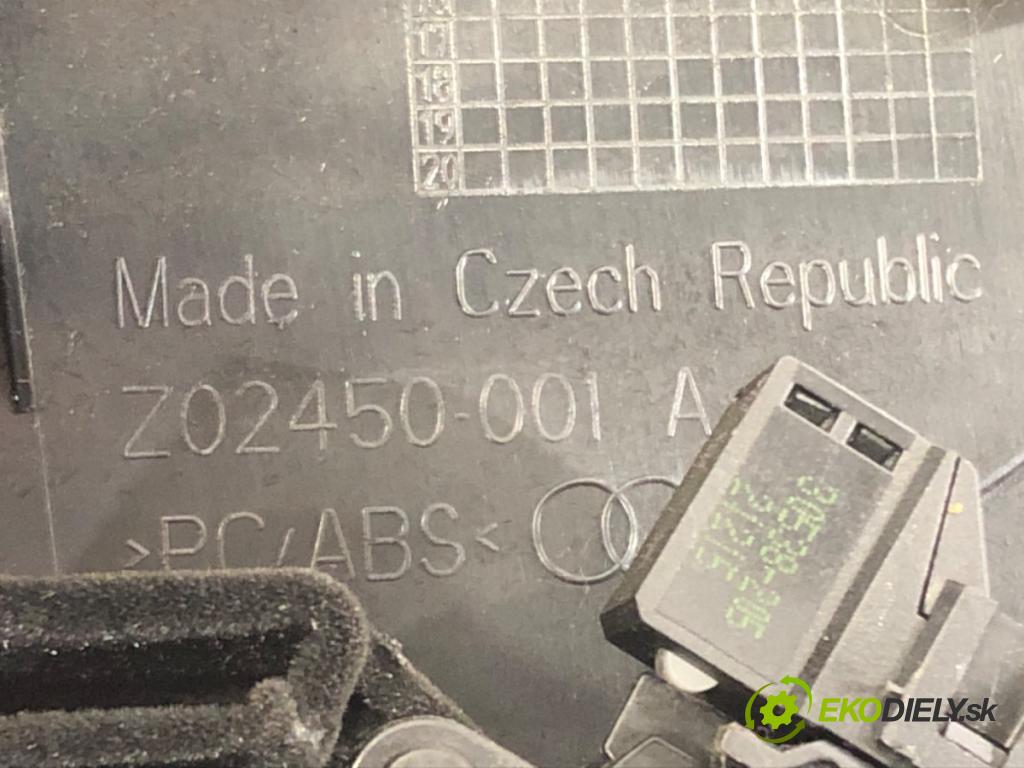 17
18
19
20
Made in Czech Republic
Z02450-001 A
>PC/ABS<
EKODIELY.sk